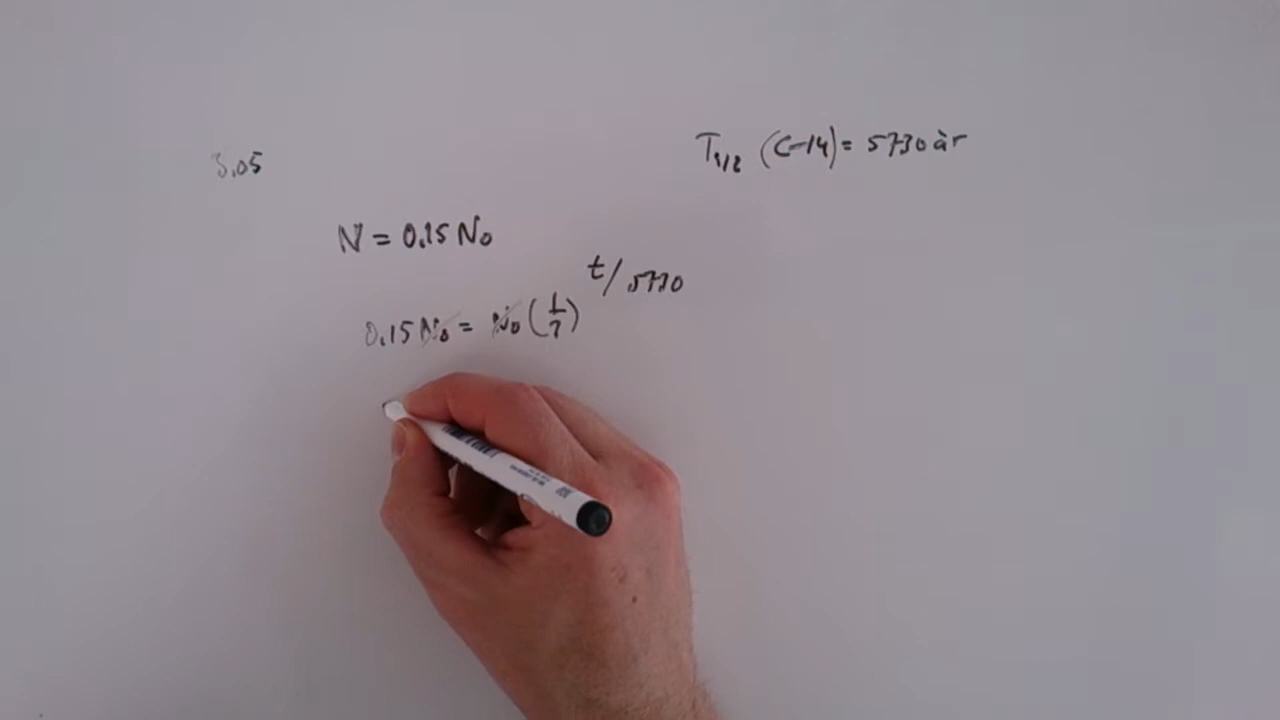 3.05
T1/2 (C-14) = 5730 år
N = 0.15 N0
0.15 N0 = N0 (1/2)^t/5730